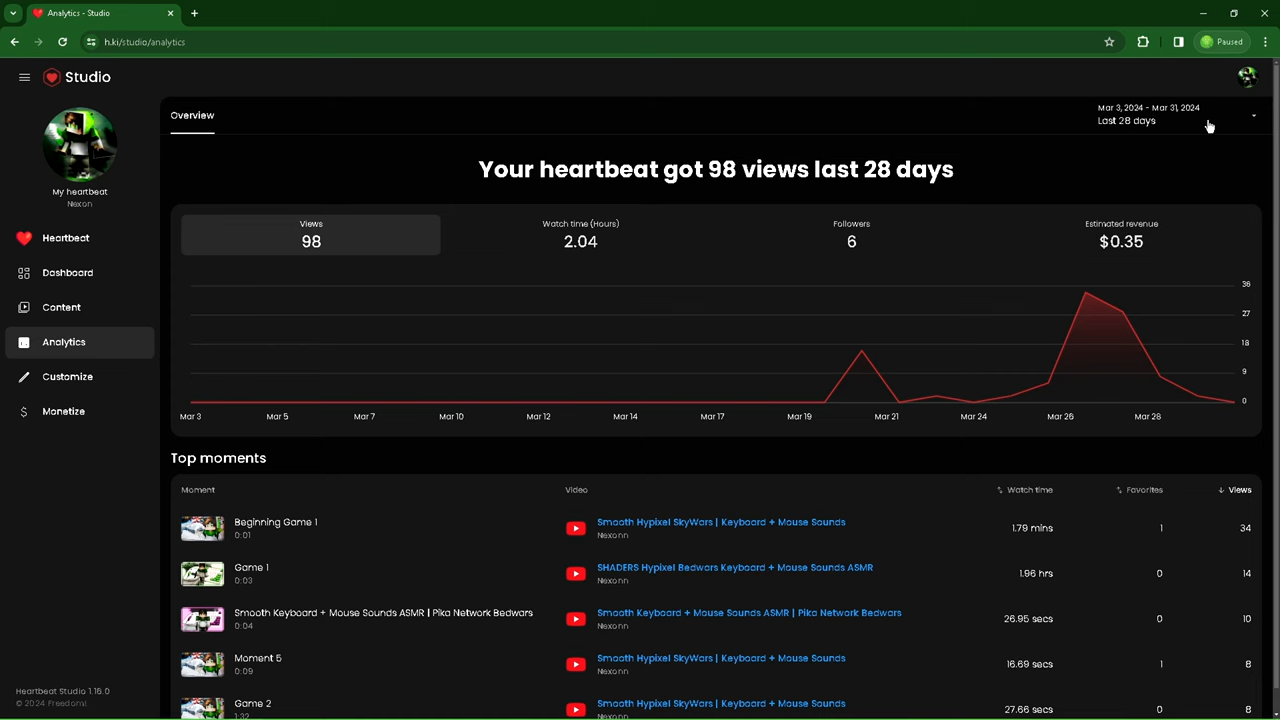 Analytics - Studio
h.ki/studio/analytics
Paused
Studio
My heartbeat
Nexon
Heartbeat
Dashboard
Content
Analytics
Customize
Monetize
Heartbeat Studio 1.16.0
© 2024 Freedom!
Overview
Mar 3, 2024 - Mar 31, 2024
Last 28 days
Your heartbeat got 98 views last 28 days
Views
98
Watch time (Hours)
2.04
Followers
6
Estimated revenue
$0.35
36
27
18
9
0
Mar 3 Mar 5 Mar 7 Mar 10 Mar 12 Mar 14 Mar 17 Mar 19 Mar 21 Mar 24 Mar 26 Mar 28
Top moments
Moment Video Watch time Favorites Views
Beginning Game 1 Smooth Hypixel SkyWars | Keyboard + Mouse Sounds 1.79 mins 1 34
0:01 Nexonn
Game 1 SHADERS Hypixel Bedwars Keyboard + Mouse Sounds ASMR 1.96 hrs 0 14
0:03 Nexonn
Smooth Keyboard + Mouse Sounds ASMR | Pika Network Bedwars Smooth Keyboard + Mouse Sounds ASMR | Pika Network Bedwars 26.95 secs 0 10
0:04 Nexonn
Moment 5 Smooth Hypixel SkyWars | Keyboard + Mouse Sounds 16.69 secs 1 8
0:09 Nexonn
Game 2 Smooth Hypixel SkyWars | Keyboard + Mouse Sounds 27.66 secs 0 8
1:32 Nexonn